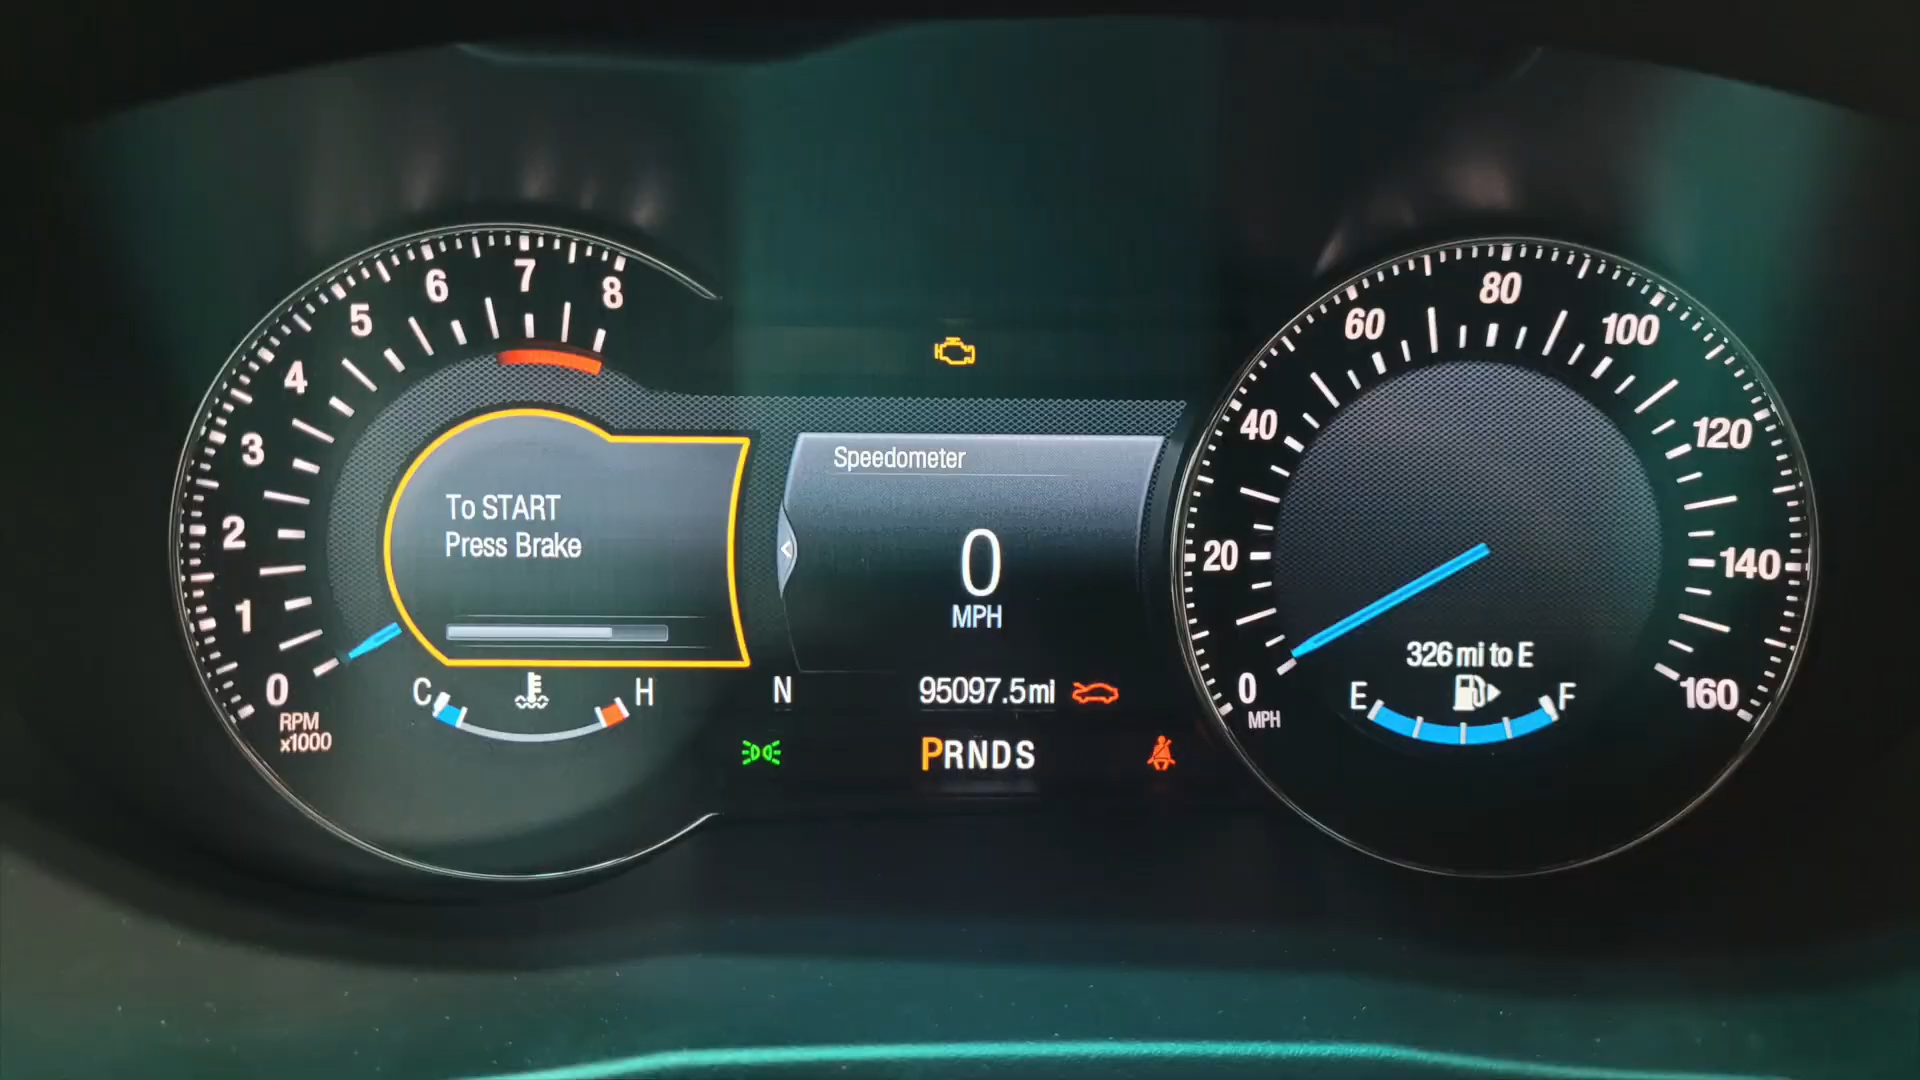 0
1
2
3
4
5
6
7
8
RPM
x1000
To START
Press Brake
C
H
Speedometer
0
MPH
N
95097.5mi
PRNDS
0
20
40
60
80
100
120
140
160
MPH
326 mi to E
E
F